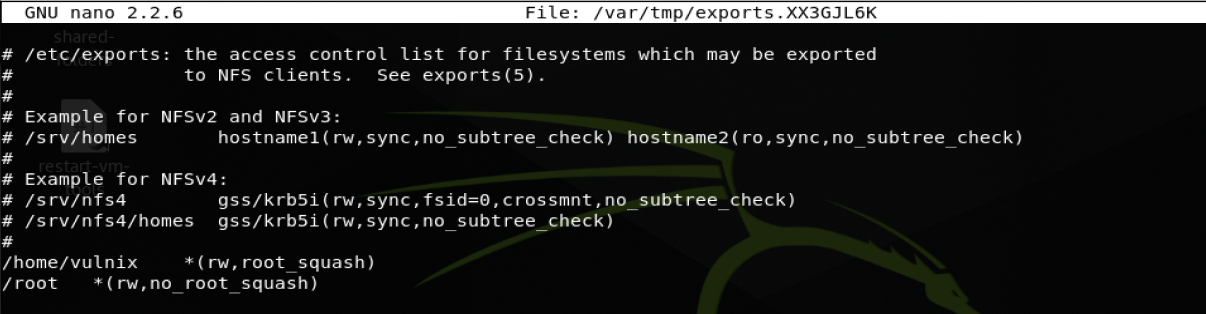 GNU nano 2.2.6 File: /var/tmp/exports.XX3GJL6K
# /etc/exports: the access control list for filesystems which may be exported
# to NFS clients. See exports(5).
#
# Example for NFSv2 and NFSv3:
# /srv/homes hostname1(rw,sync,no_subtree_check) hostname2(ro,sync,no_subtree_check)
#
# Example for NFSv4:
# /srv/nfs4 gss/krb5i(rw,sync,fsid=0,crossmnt,no_subtree_check)
# /srv/nfs4/homes gss/krb5i(rw,sync,no_subtree_check)
#
/home/vulnix *(rw,root_squash)
/root *(rw,no_root_squash)
shared-
restart-vm-